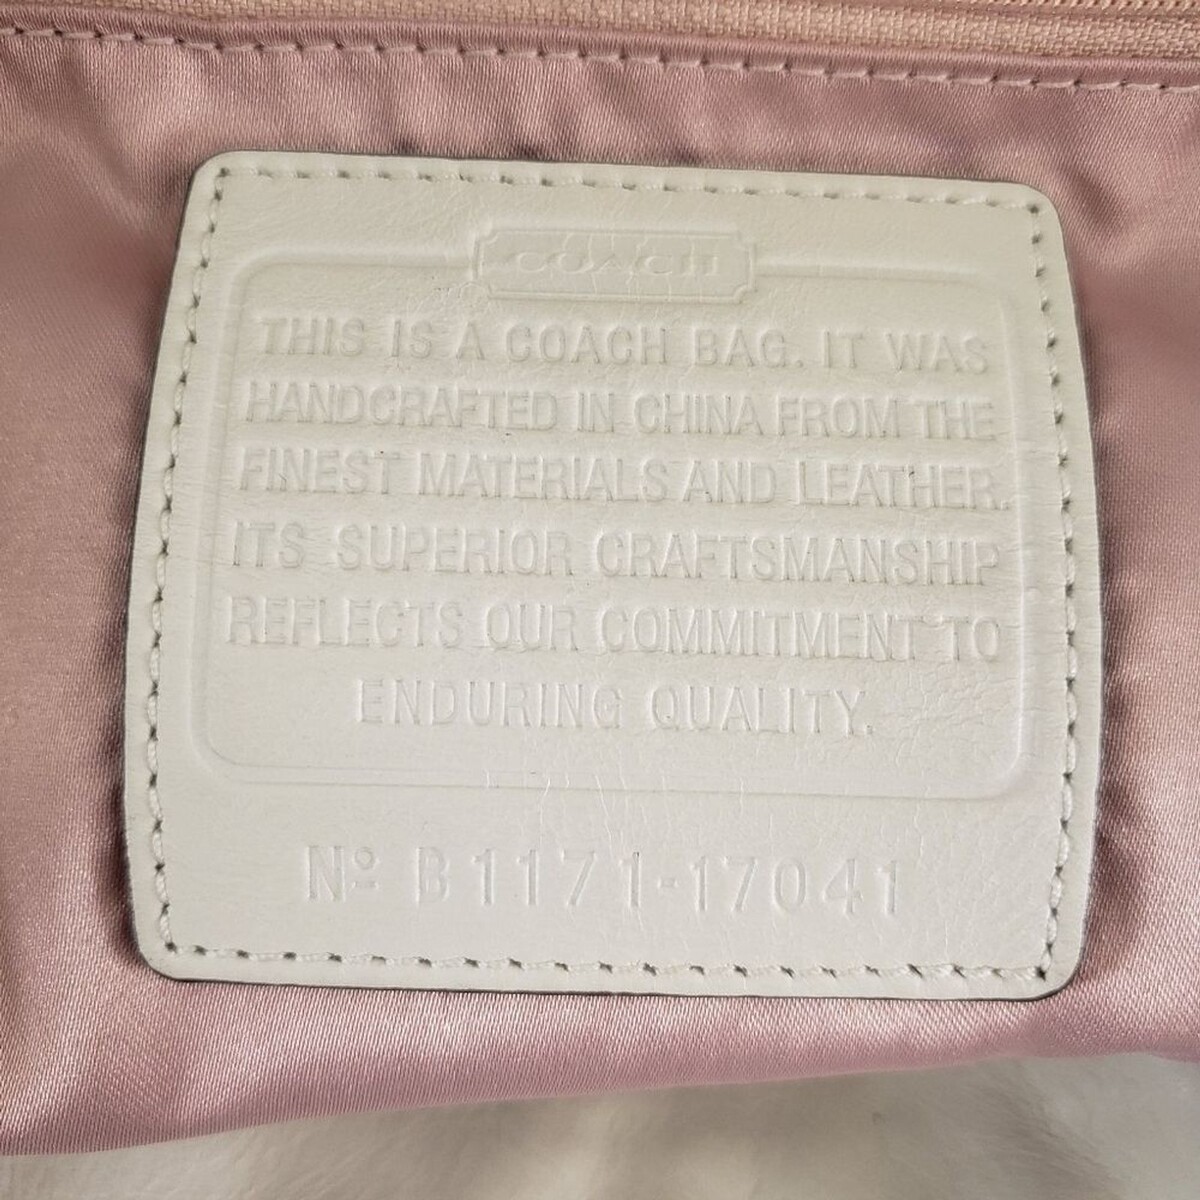 COACH
THIS IS A COACH BAG. IT WAS
HANDCRAFTED IN CHINA FROM THE
FINEST MATERIALS AND LEATHER.
ITS SUPERIOR CRAFTSMANSHIP
REFLECTS OUR COMMITMENT TO
ENDURING QUALITY.
Nº B1171-17041